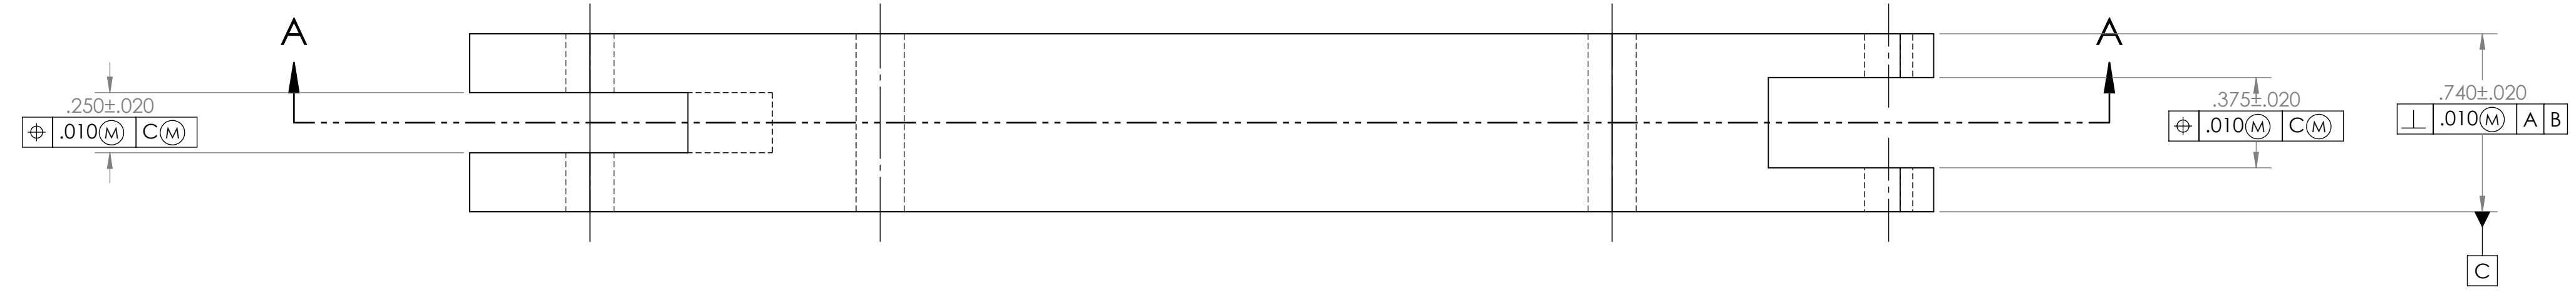 A
A
.250±.020
⌖ .010Ⓜ CⓂ
.375±.020
⌖ .010Ⓜ CⓂ
.740±.020
⟂ .010Ⓜ A B
C